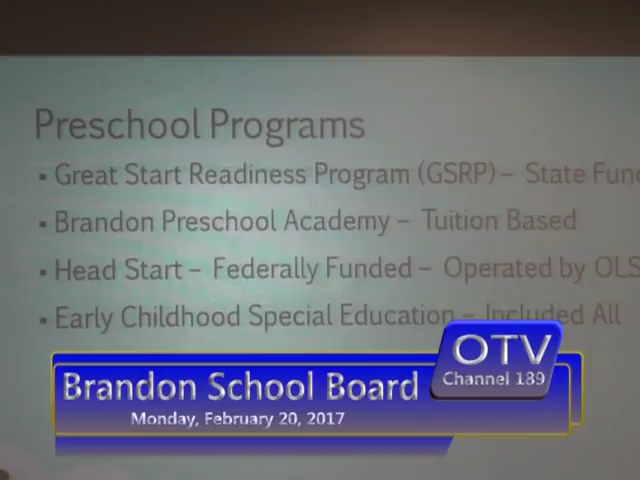 Preschool Programs
▪ Great Start Readiness Program (GSRP) – State
▪ Brandon Preschool Academy – Tuition Based
▪ Head Start – Federally Funded – Operated by
▪ Early Childhood Special Education – Included All
OTV
Channel 189
Brandon School Board
Monday, February 20, 2017